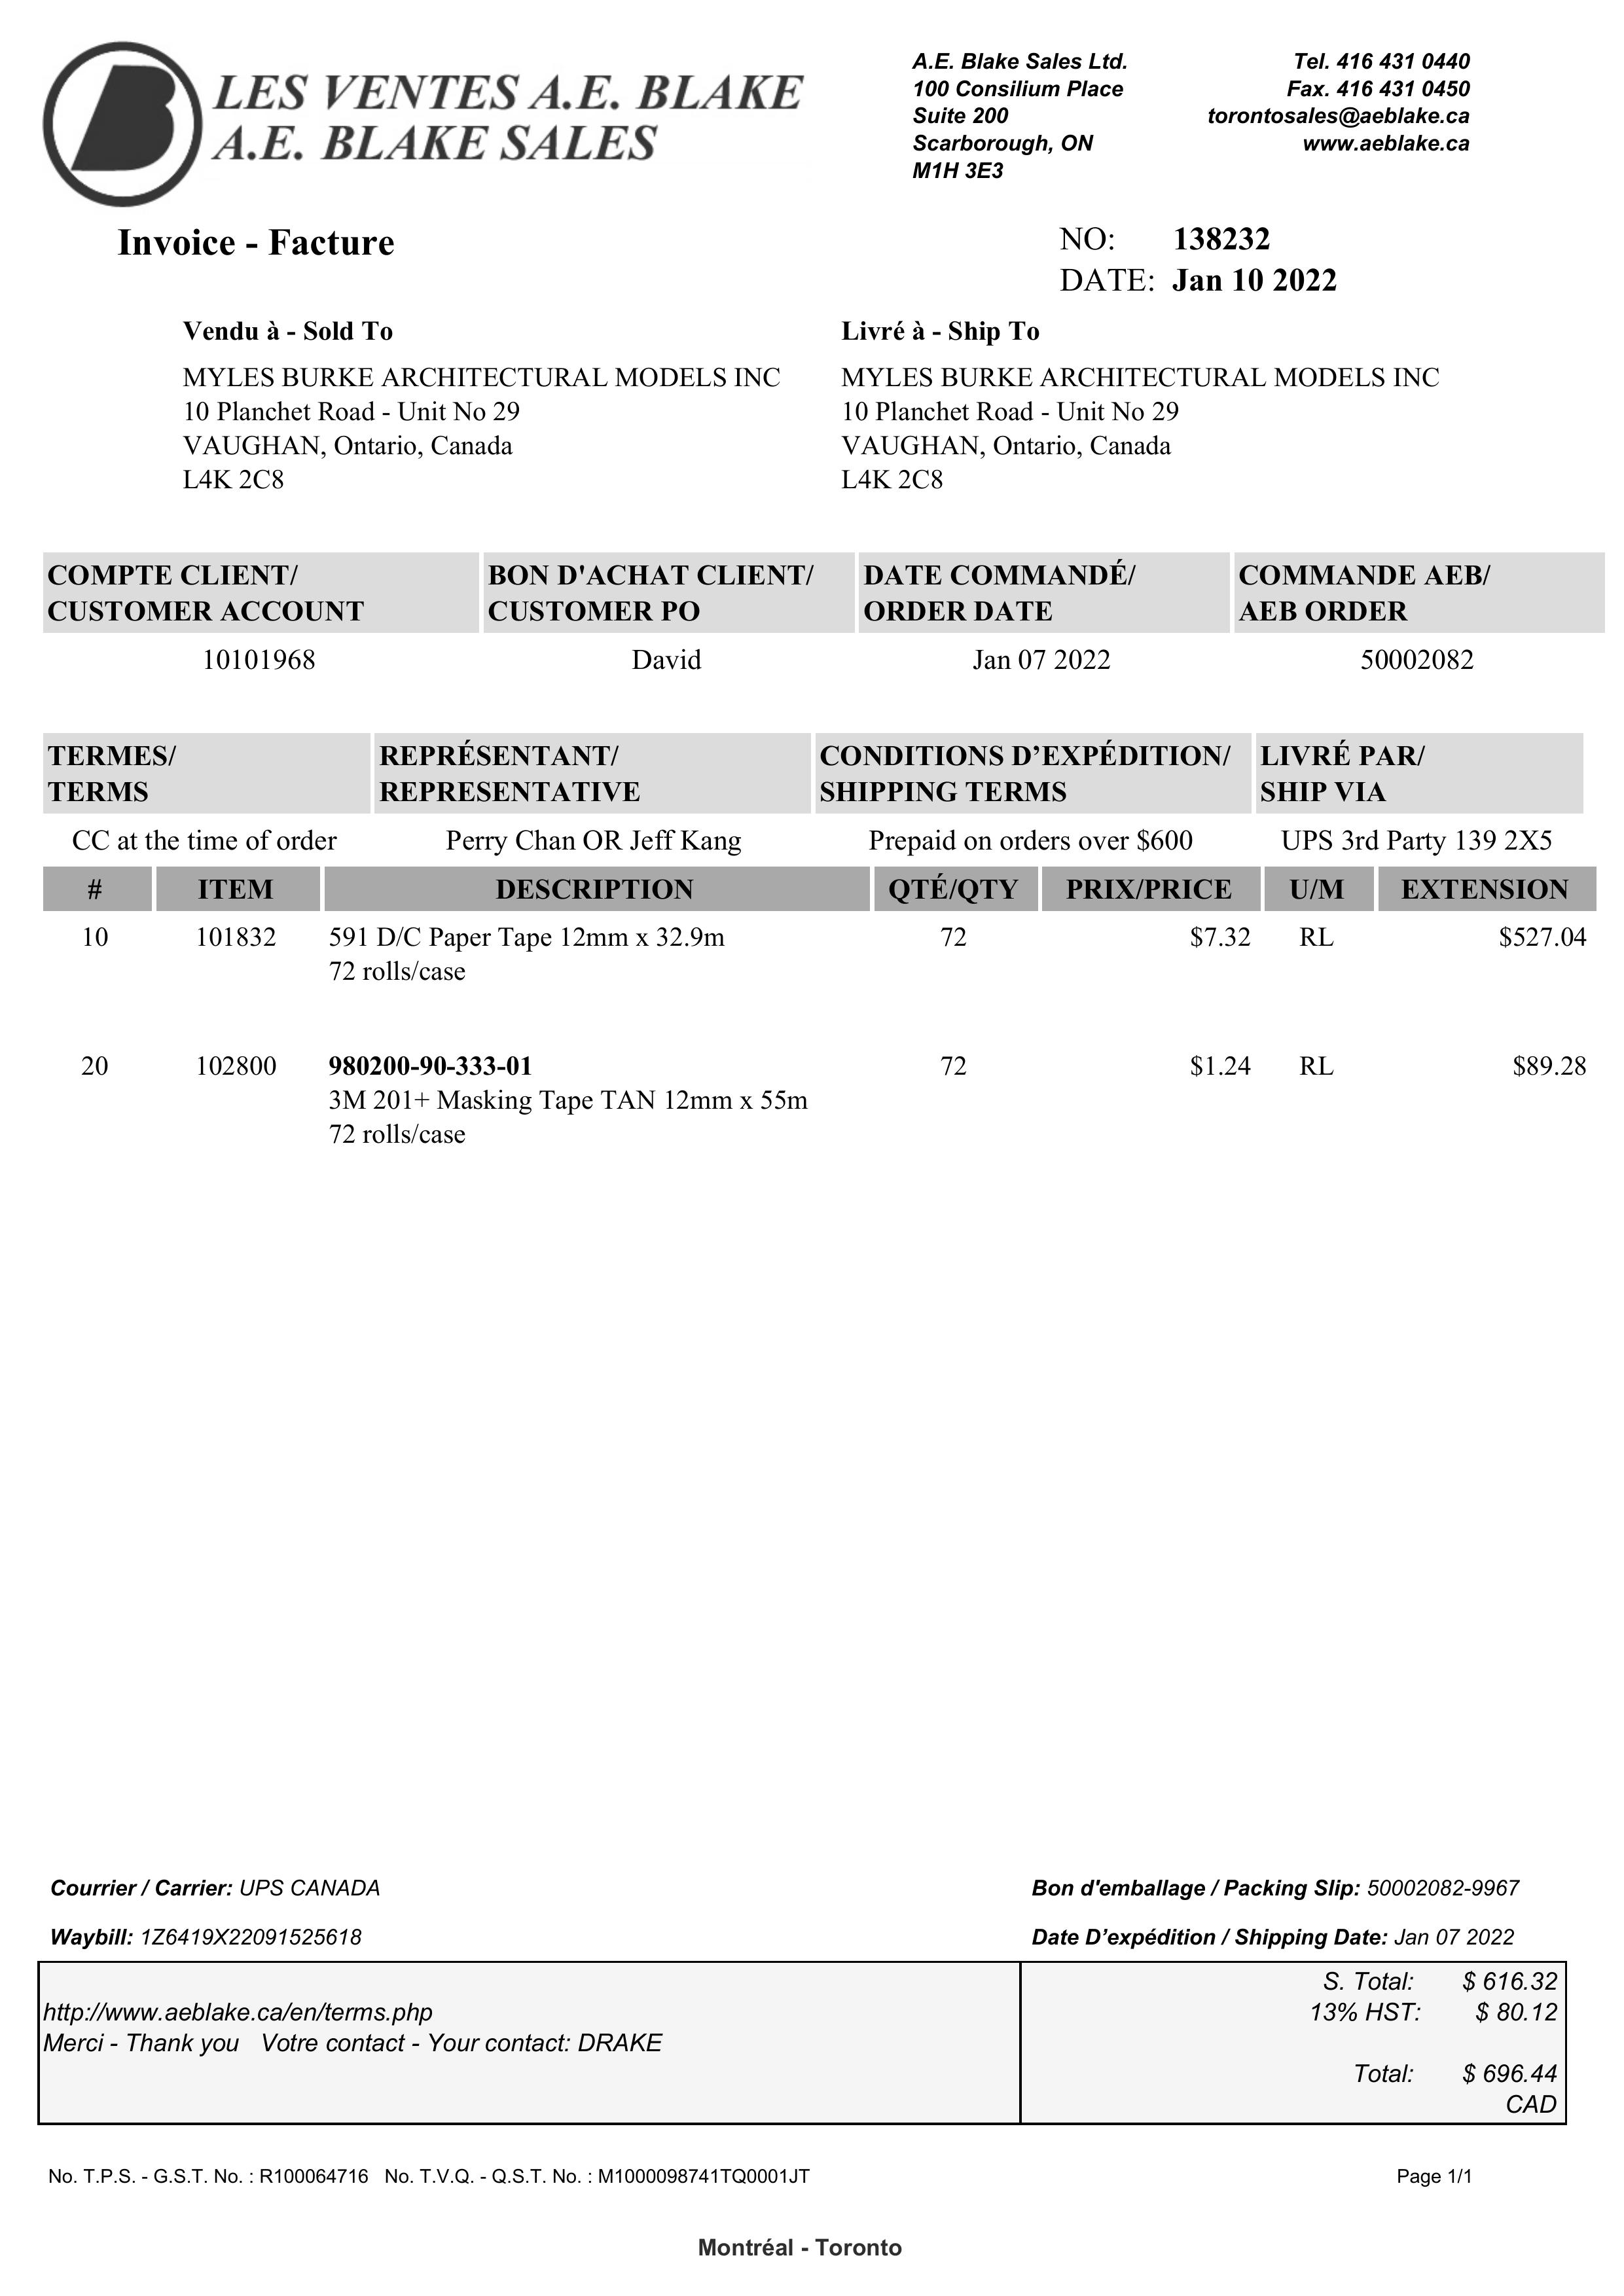 LES VENTES A.E. BLAKE
A.E. BLAKE SALES
A.E. Blake Sales Ltd.
100 Consilium Place
Suite 200
Scarborough, ON
M1H 3E3
Tel. 416 431 0440
Fax. 416 431 0450
torontosales@aeblake.ca
www.aeblake.ca
Invoice - Facture
NO: 138232
DATE: Jan 10 2022
Vendu à - Sold To
MYLES BURKE ARCHITECTURAL MODELS INC
10 Planchet Road - Unit No 29
VAUGHAN, Ontario, Canada
L4K 2C8
Livré à - Ship To
MYLES BURKE ARCHITECTURAL MODELS INC
10 Planchet Road - Unit No 29
VAUGHAN, Ontario, Canada
L4K 2C8
COMPTE CLIENT/ BON D'ACHAT CLIENT/ DATE COMMANDÉ/ COMMANDE AEB/
CUSTOMER ACCOUNT CUSTOMER PO ORDER DATE AEB ORDER
10101968 David Jan 07 2022 50002082
TERMES/ REPRÉSENTANT/ CONDITIONS D’EXPÉDITION/ LIVRÉ PAR/
TERMS REPRESENTATIVE SHIPPING TERMS SHIP VIA
CC at the time of order Perry Chan OR Jeff Kang Prepaid on orders over $600 UPS 3rd Party 139 2X5
# ITEM DESCRIPTION QTÉ/QTY PRIX/PRICE U/M EXTENSION
10 101832 591 D/C Paper Tape 12mm x 32.9m 72 $7.32 RL $527.04
72 rolls/case
20 102800 980200-90-333-01 72 $1.24 RL $89.28
3M 201+ Masking Tape TAN 12mm x 55m
72 rolls/case
Courrier / Carrier: UPS CANADA Bon d'emballage / Packing Slip: 50002082-9967
Waybill: 1Z6419X22091525618 Date D’expédition / Shipping Date: Jan 07 2022
http://www.aeblake.ca/en/terms.php
Merci - Thank you Votre contact - Your contact: DRAKE
S. Total: $ 616.32
13% HST: $ 80.12
Total: $ 696.44
CAD
No. T.P.S. - G.S.T. No. : R100064716 No. T.V.Q. - Q.S.T. No. : M1000098741TQ0001JT Page 1/1
Montréal - Toronto